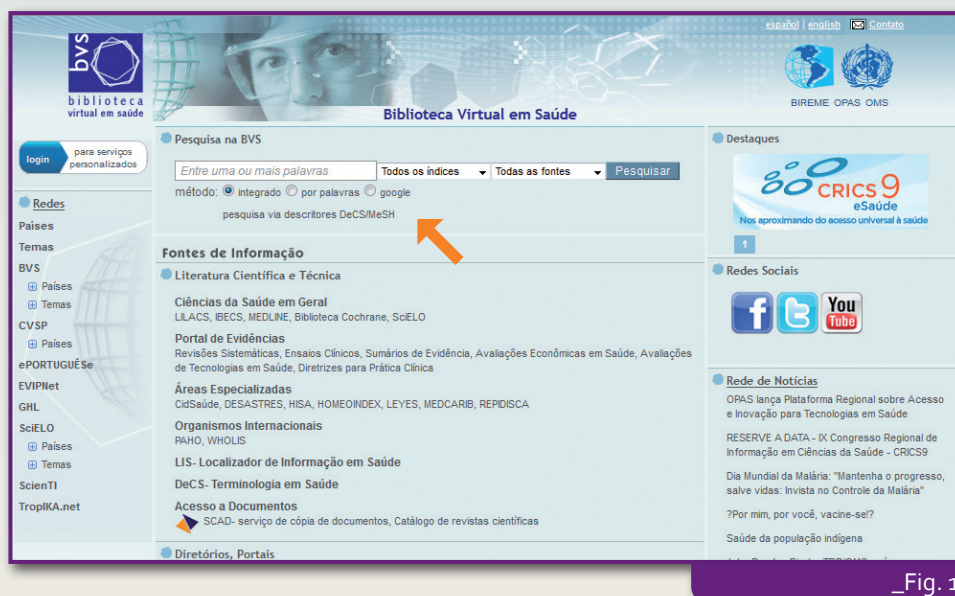 español | english Contato
bvs
biblioteca
virtual em saúde
Biblioteca Virtual em Saúde
BIREME OPAS OMS
login
para serviços
personalizados
Redes
Paises
Temas
BVS
Países
Temas
CVSP
Países
ePORTUGUÊSe
EVIPNet
GHL
SciELO
Países
Temas
ScienTI
TropIKA.net
Pesquisa na BVS
Entre uma ou mais palavras Todos os índices Todas as fontes Pesquisar
método: integrado por palavras google
pesquisa via descritores DeCS/MeSH
Fontes de Informação
Literatura Científica e Técnica
Ciências da Saúde em Geral
LILACS, IBECS, MEDLINE, Biblioteca Cochrane, SciELO
Portal de Evidências
Revisões Sistemáticas, Ensaios Clínicos, Sumários de Evidência, Avaliações Econômicas em Saúde, Avaliações
de Tecnologias em Saúde, Diretrizes para Prática Clínica
Áreas Especializadas
CidSaúde, DESASTRES, HISA, HOMEOINDEX, LEYES, MEDCARIB, REPIDISCA
Organismos Internacionais
PAHO, WHOLIS
LIS- Localizador de Informação em Saúde
DeCS- Terminologia em Saúde
Acesso a Documentos
SCAD- serviço de cópia de documentos, Catálogo de revistas científicas
Diretórios, Portais
Destaques
CRICS 9
eSaúde
Nos aproximando do acesso universal à saúde
1
Redes Sociais
You
Tube
Rede de Notícias
OPAS lança Plataforma Regional sobre Acesso
e Inovação para Tecnologias em Saúde
RESERVE A DATA - IX Congresso Regional de
Informação em Ciências da Saúde - CRICS9
Dia Mundial da Malária: "Mantenha o progresso,
salve vidas: Invista no Controle da Malária"
?Por mim, por você, vacine-se!?
Saúde da população indígena
_Fig. 1